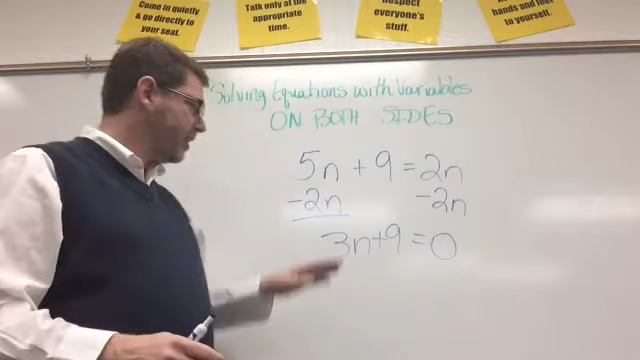 Come in quietly
& go directly to
your seat.
Talk only at the
appropriate
time.
Respect
everyone's
stuff.
hands and feet
to yourself.
Solving Equations with Variables
ON BOTH SIDES
5n + 9 = 2n
-2n -2n
3n+9 = 0